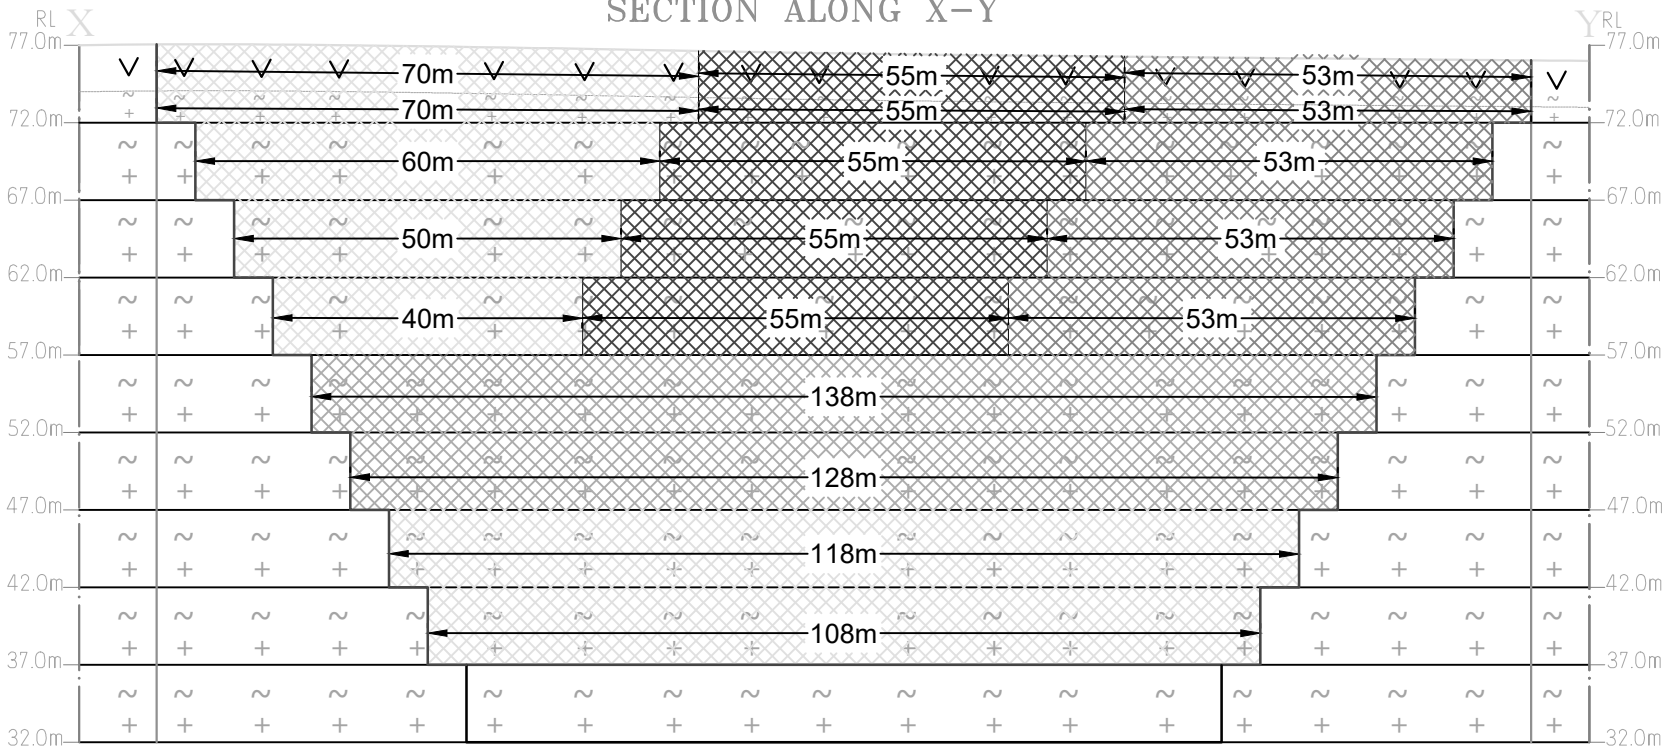 SECTION ALONG X-Y
RL X Y RL
77.0m 77.0m
70m 55m 53m
70m 55m 53m
72.0m 72.0m
60m 55m 53m
67.0m 67.0m
50m 55m 53m
62.0m 62.0m
40m 55m 53m
57.0m 57.0m
138m
52.0m 52.0m
128m
47.0m 47.0m
118m
42.0m 42.0m
108m
37.0m 37.0m
32.0m 32.0m